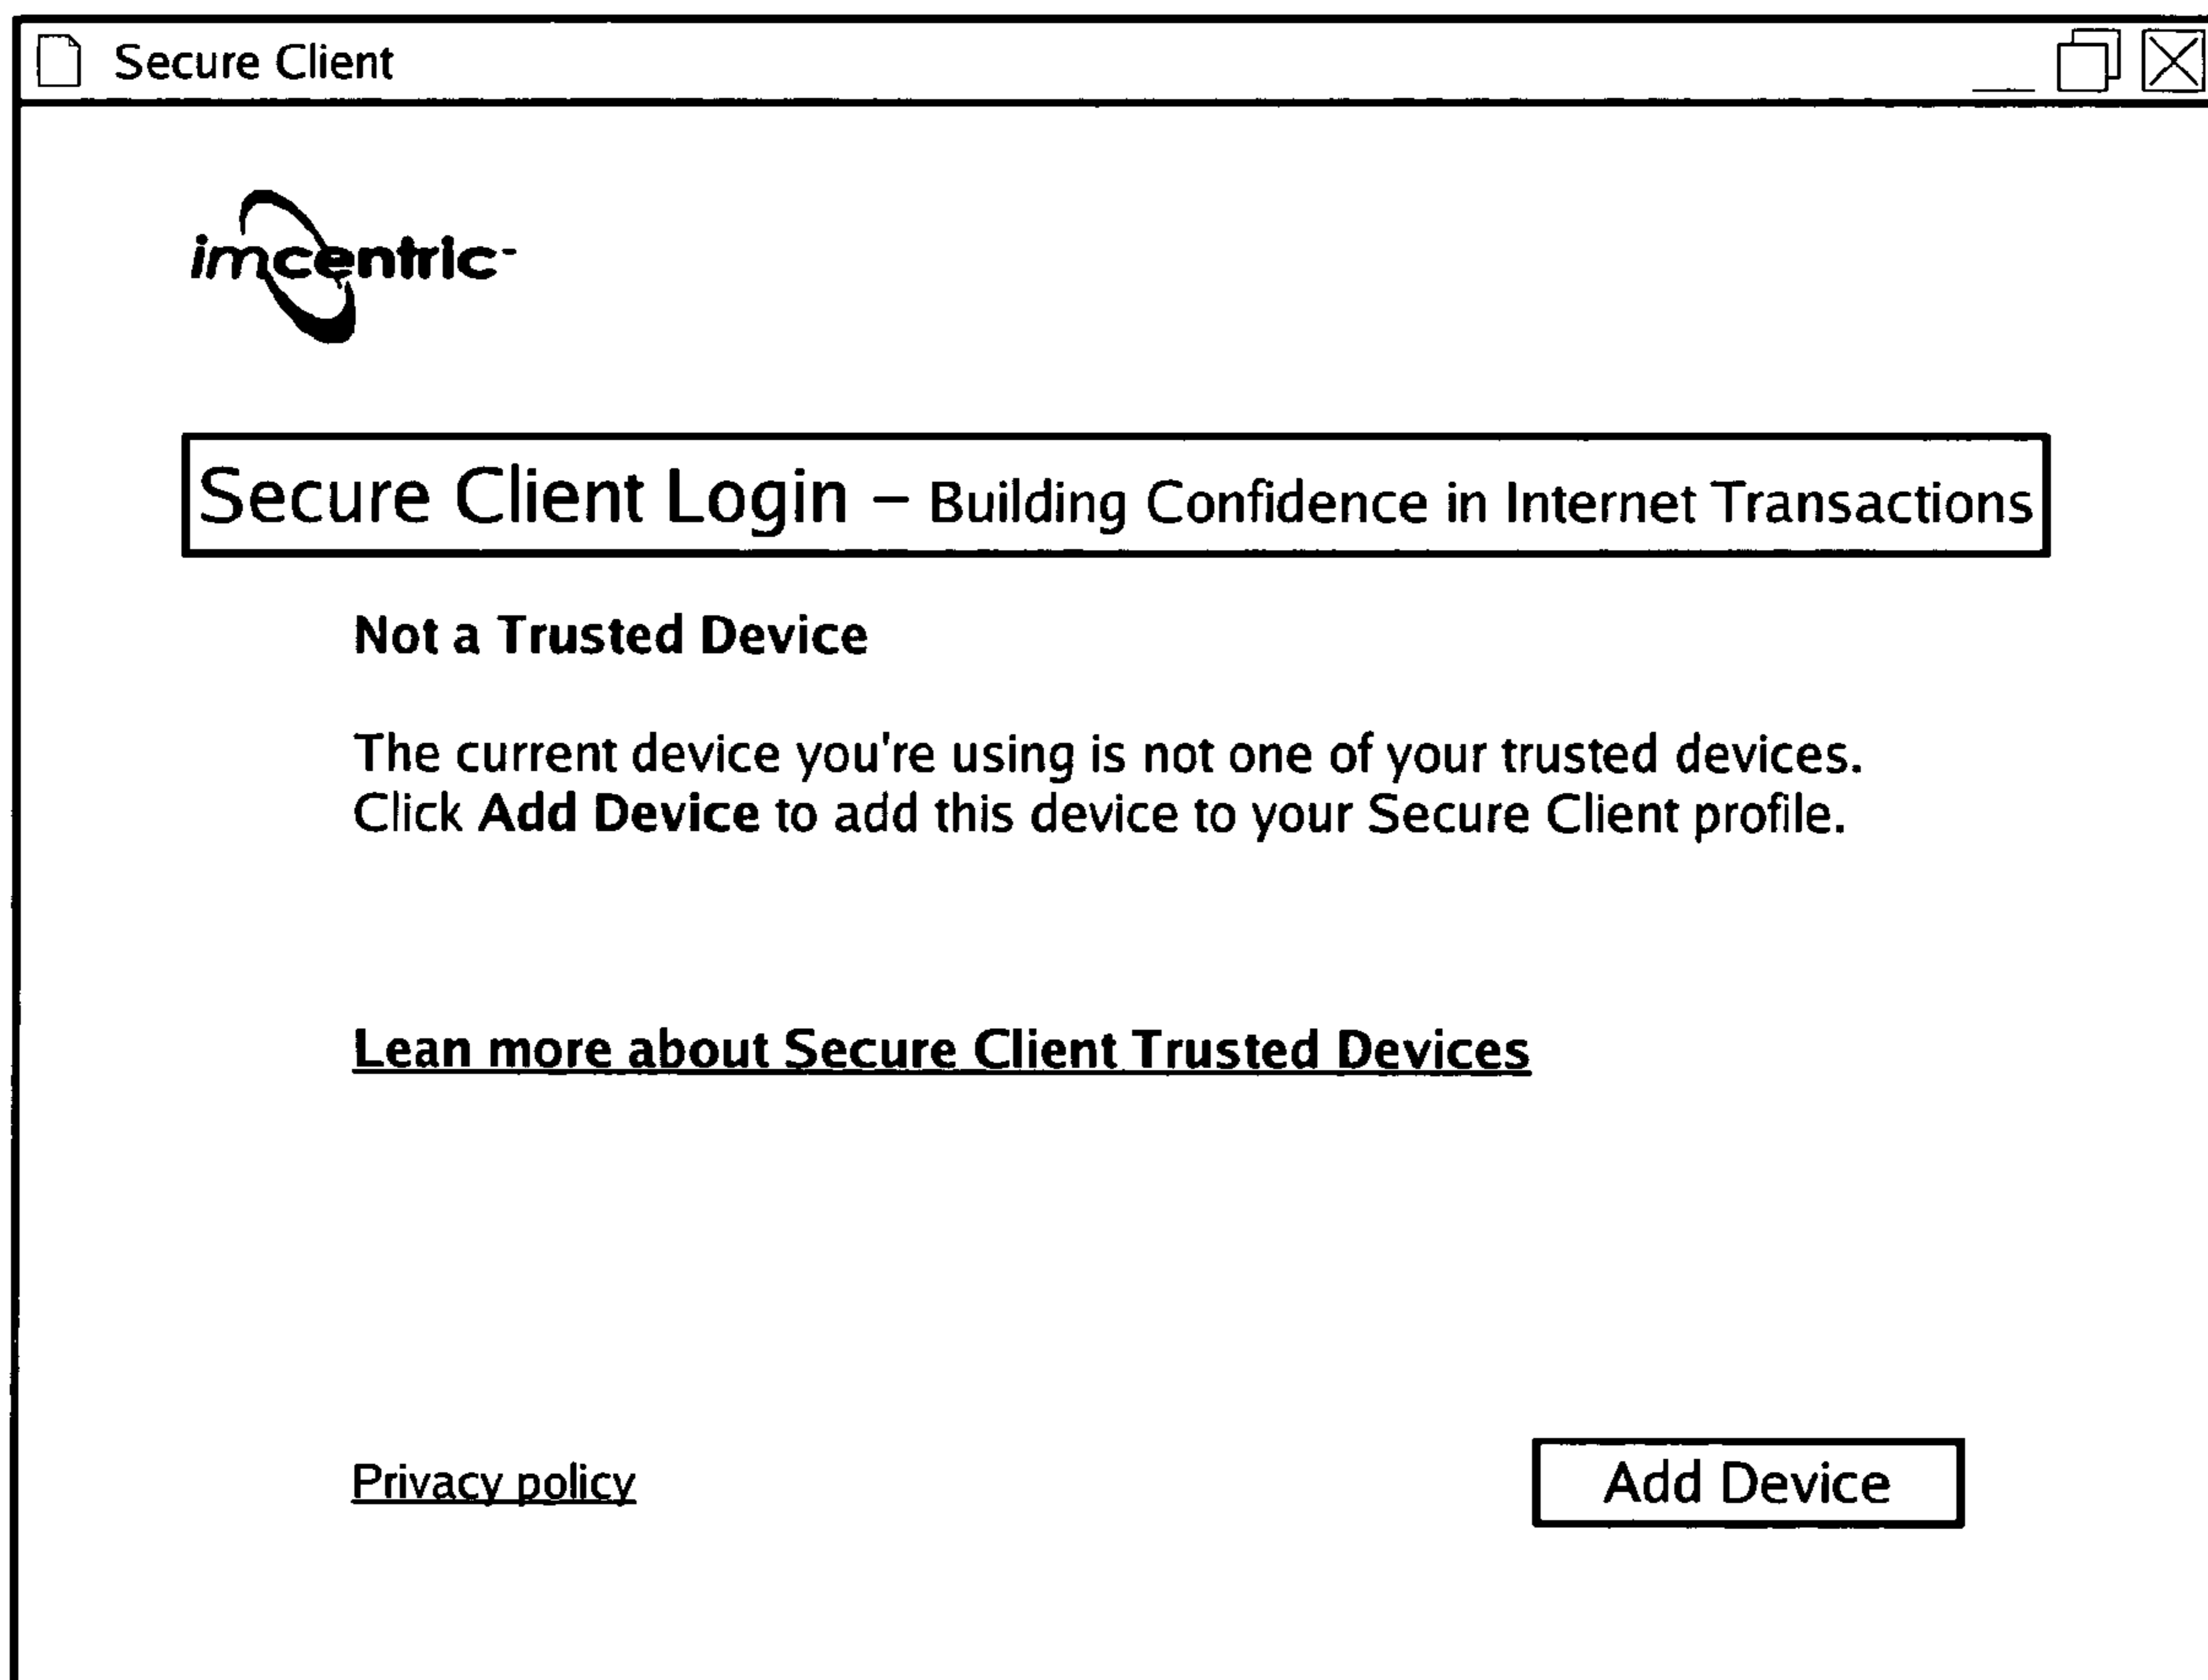 Secure Client
imcentric
Secure Client Login – Building Confidence in Internet Transactions
Not a Trusted Device
The current device you're using is not one of your trusted devices.
Click Add Device to add this device to your Secure Client profile.
Lean more about Secure Client Trusted Devices
Privacy policy
Add Device